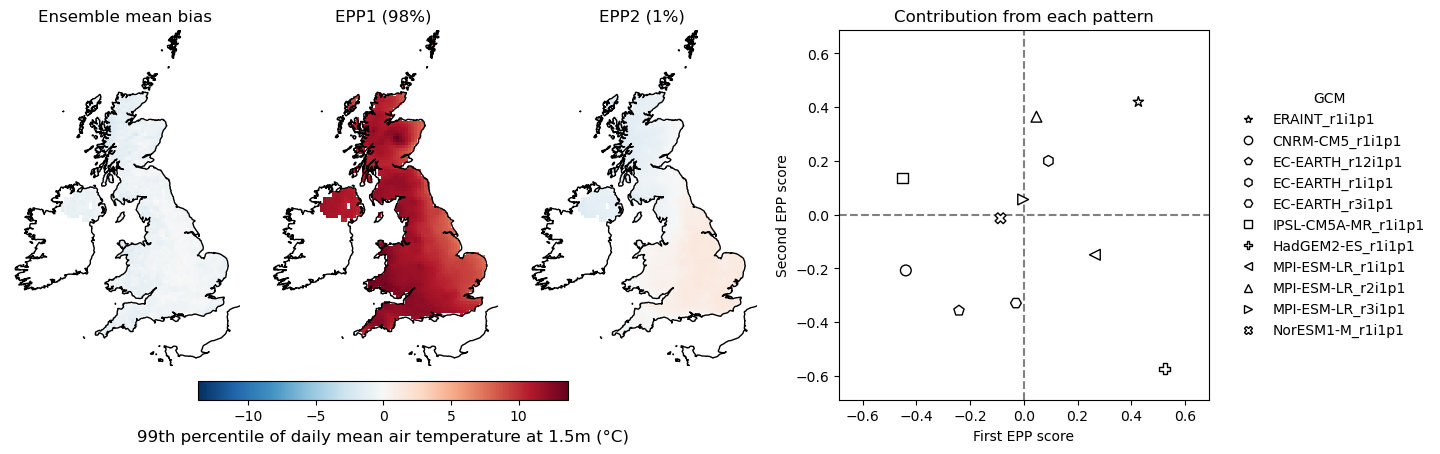 Ensemble mean bias
EPP1 (98%)
EPP2 (1%)
−10
−5
0
5
10
99th percentile of daily mean air temperature at 1.5m (°C)
Contribution from each pattern
Second EPP score
0.6
0.4
0.2
0.0
−0.2
−0.4
−0.6
−0.6
−0.4
−0.2
0.0
0.2
0.4
0.6
First EPP score
GCM
ERAINT_r1i1p1
CNRM-CM5_r1i1p1
EC-EARTH_r12i1p1
EC-EARTH_r1i1p1
EC-EARTH_r3i1p1
IPSL-CM5A-MR_r1i1p1
HadGEM2-ES_r1i1p1
MPI-ESM-LR_r1i1p1
MPI-ESM-LR_r2i1p1
MPI-ESM-LR_r3i1p1
NorESM1-M_r1i1p1